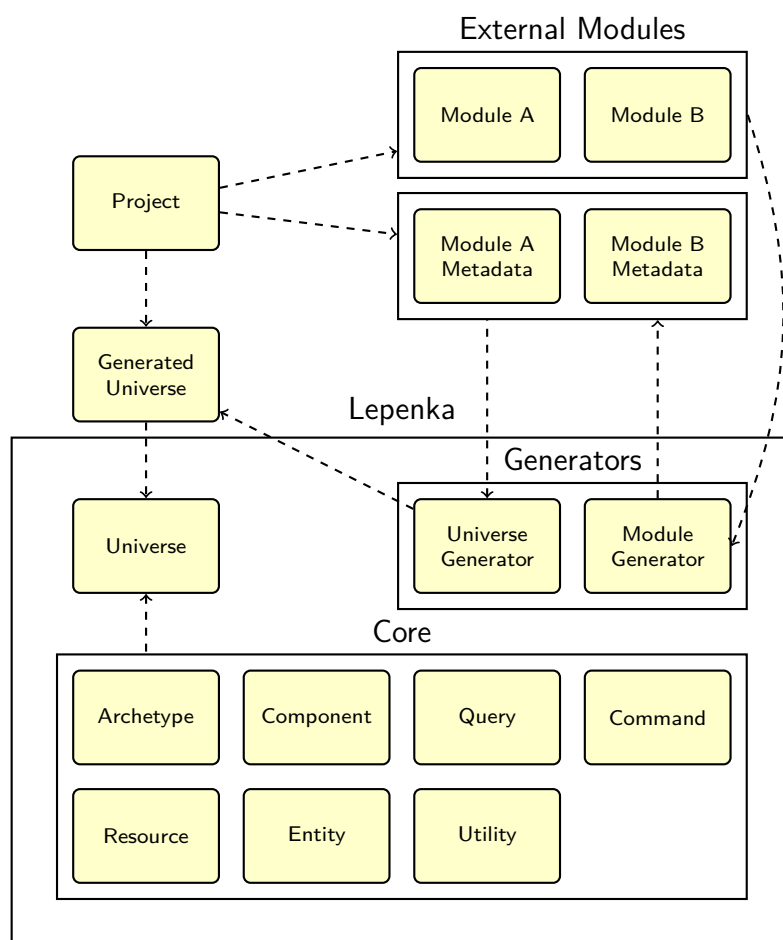 External Modules
Module A
Module B
Project
Module A
Metadata
Module B
Metadata
Generated
Universe
Lepenka
Generators
Universe
Universe
Generator
Module
Generator
Core
Archetype
Component
Query
Command
Resource
Entity
Utility